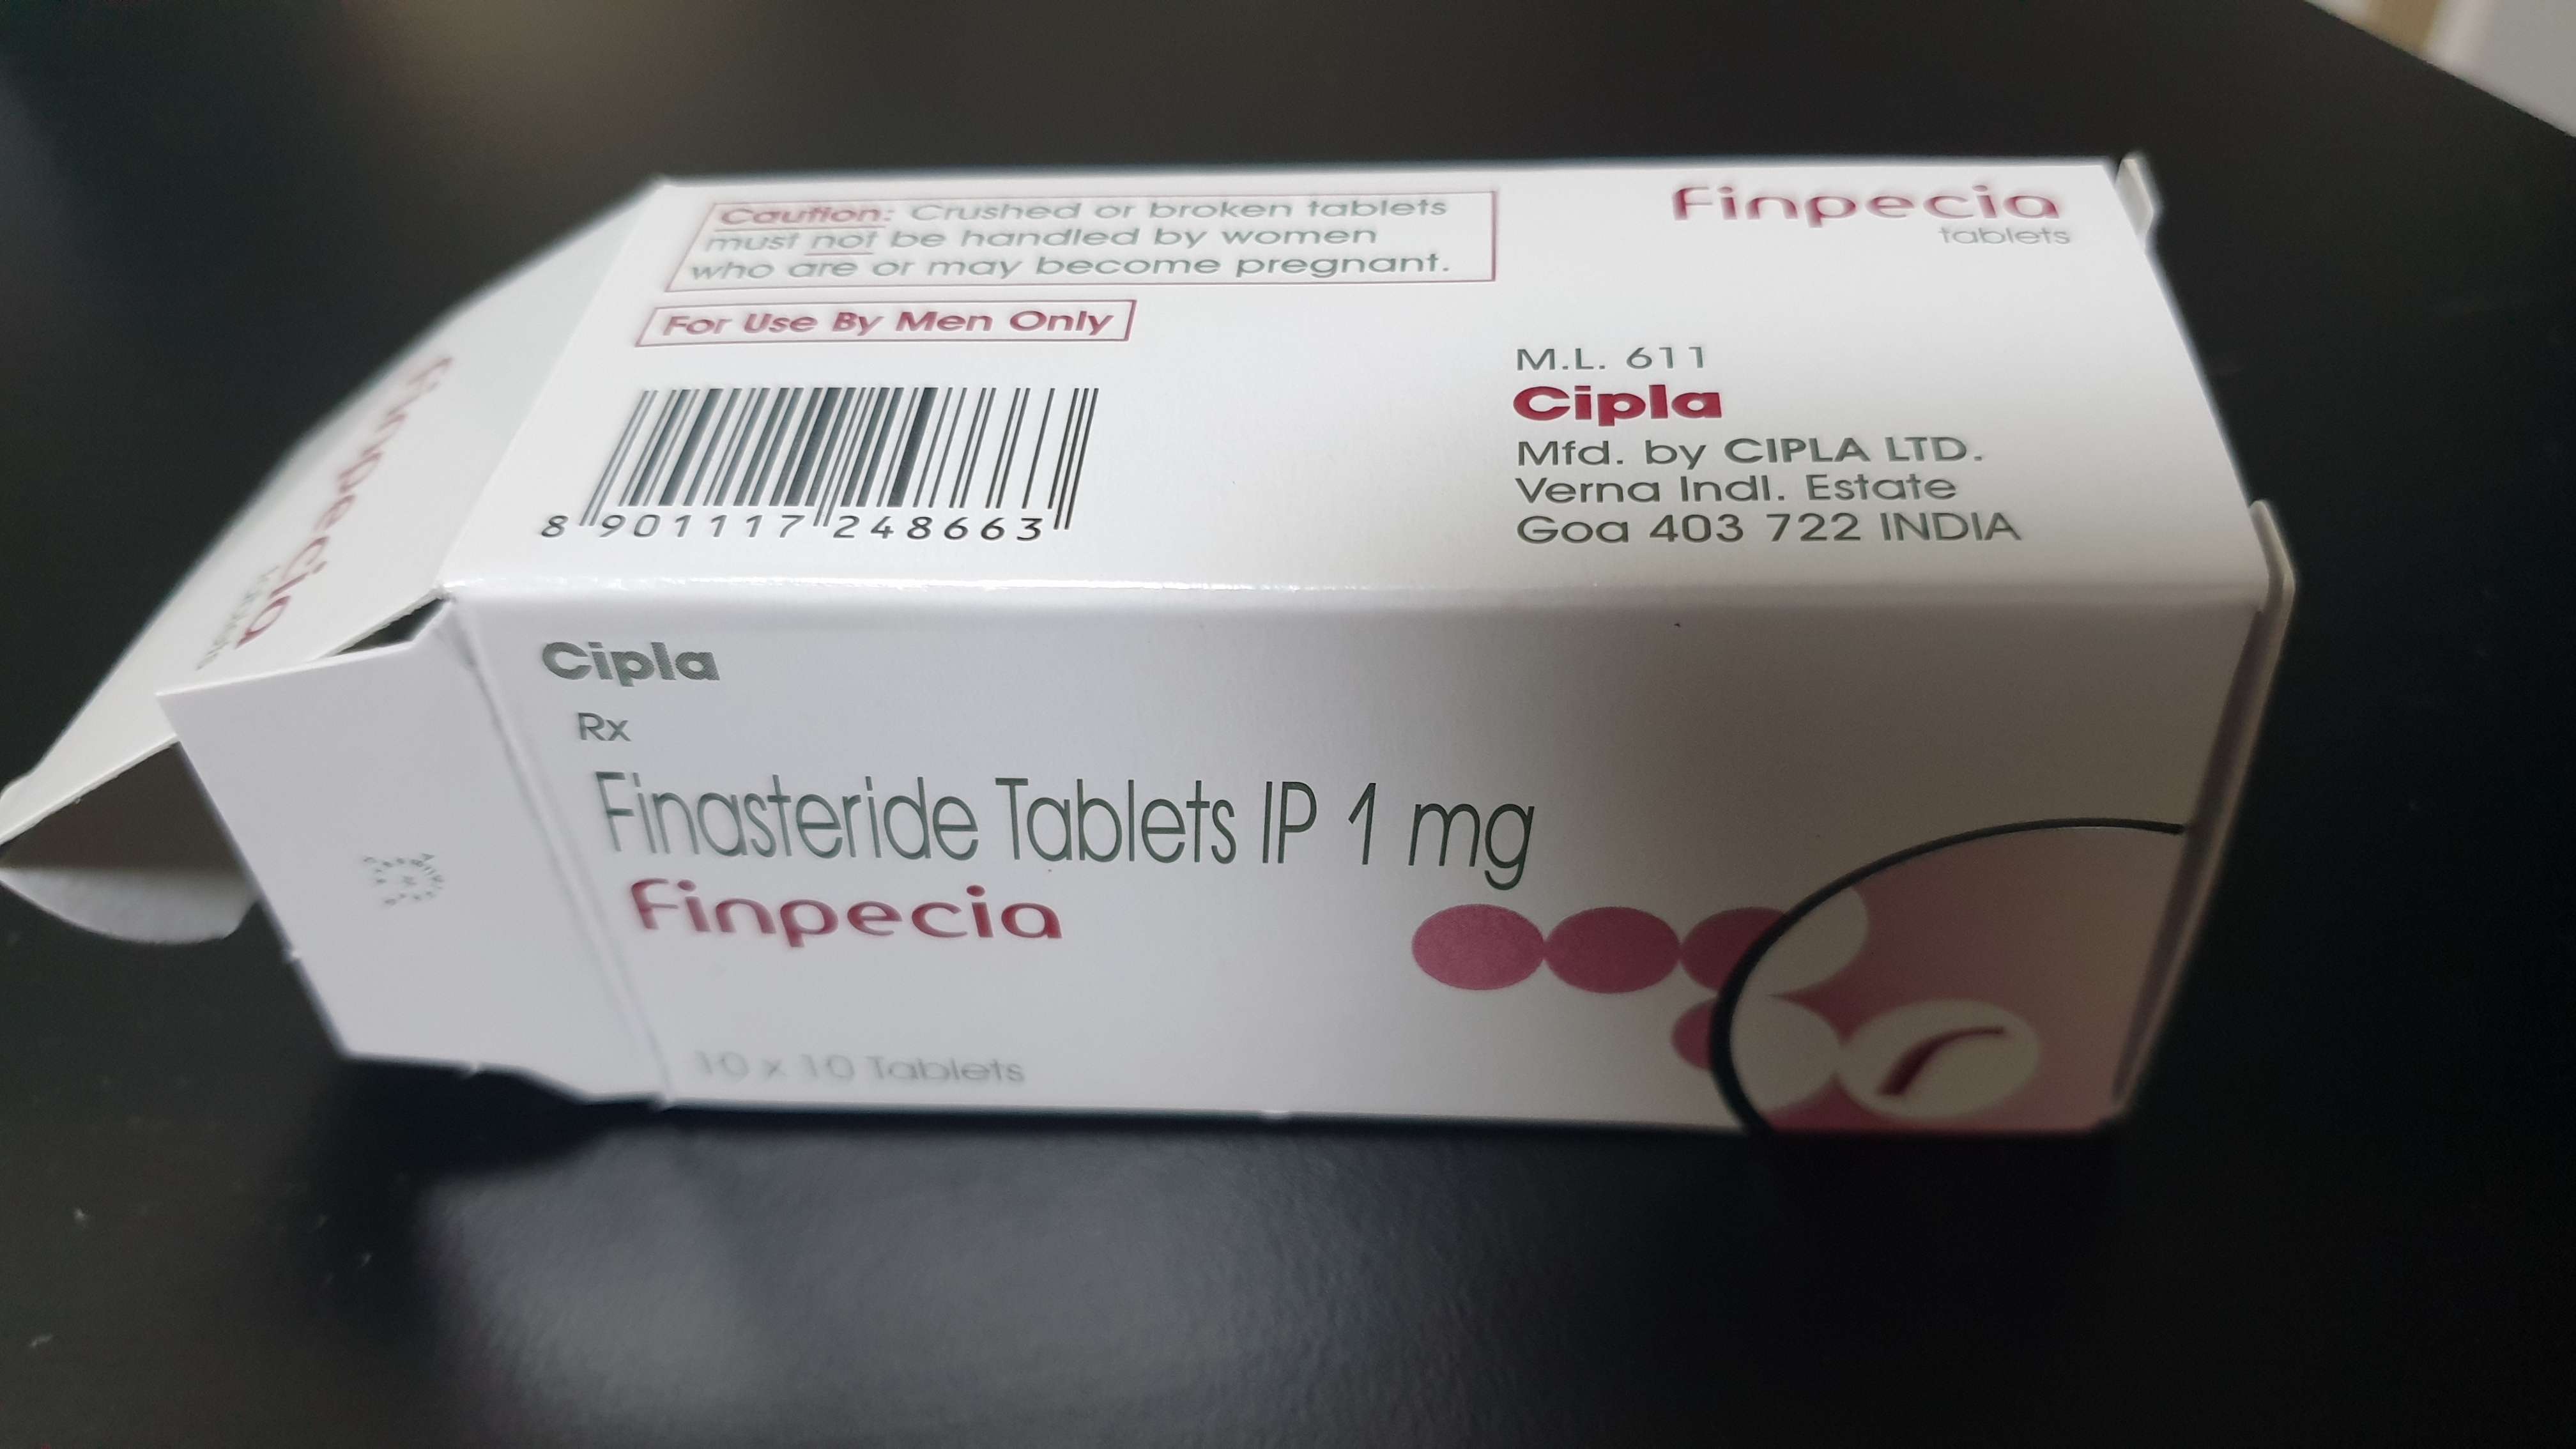 Caution: Crushed or broken tablets
must not be handled by women
who are or may become pregnant.
For Use By Men Only
8 901117 248663
Finpecia
tablets
M.L. 611
Cipla
Mfd. by CIPLA LTD.
Verna Indl. Estate
Goa 403 722 INDIA
Finpecia
tablets
Cipla
Rx
Finasteride Tablets IP 1 mg
Finpecia
10 x 10 Tablets